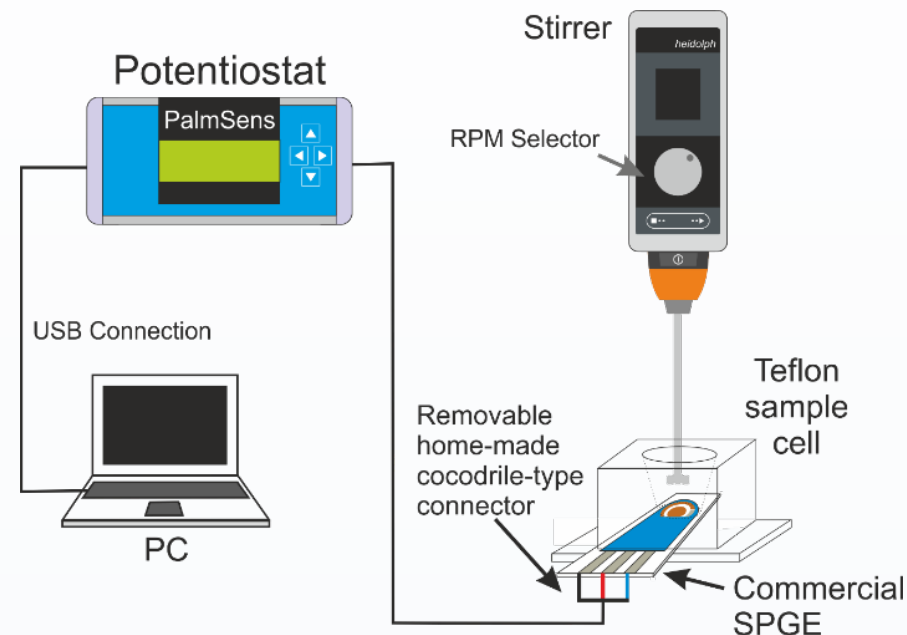 Stirrer
heidolph
Potentiostat
PalmSens
RPM Selector
USB Connection
PC
Removable
home-made
cocodrile-type
connector
Teflon
sample
cell
Commercial
SPGE